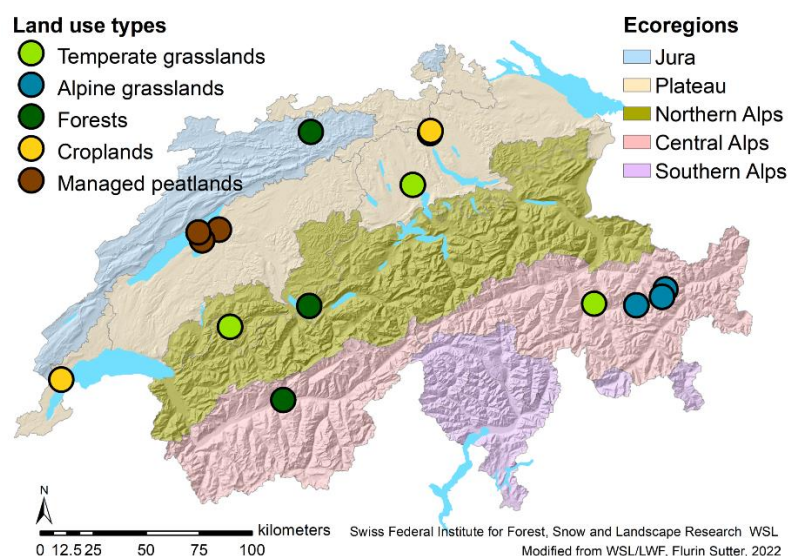 Land use types
Temperate grasslands
Alpine grasslands
Forests
Croplands
Managed peatlands
Ecoregions
Jura
Plateau
Northern Alps
Central Alps
Southern Alps
N
kilometers
0 12.5 25 50 75 100
Swiss Federal Institute for Forest, Snow and Landscape Research WSL
Modified from WSL/LWF, Flurin Sutter, 2022